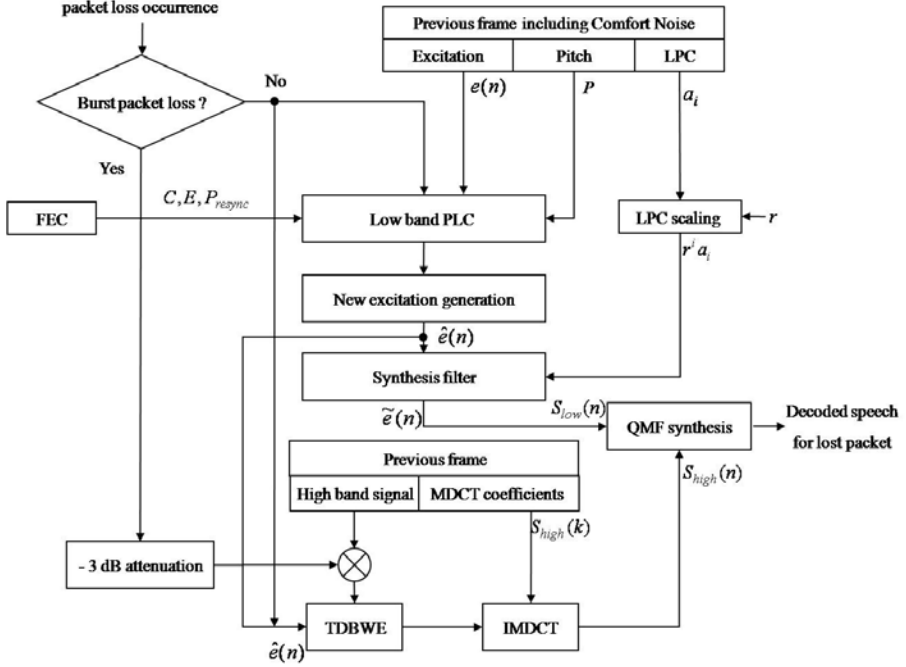 packet loss occurrence
Previous frame including Comfort Noise
Excitation Pitch LPC
Burst packet loss ?
No
e(n)
P
a_i
Yes
C, E, P_resync
FEC
Low band PLC
LPC scaling
r
r^i a_i
New excitation generation
ê(n)
Synthesis filter
ẽ(n)
S_low(n)
QMF synthesis
Decoded speech
for lost packet
Previous frame
High band signal MDCT coefficients
S_high(n)
S_high(k)
- 3 dB attenuation
TDBWE
IMDCT
ê(n)